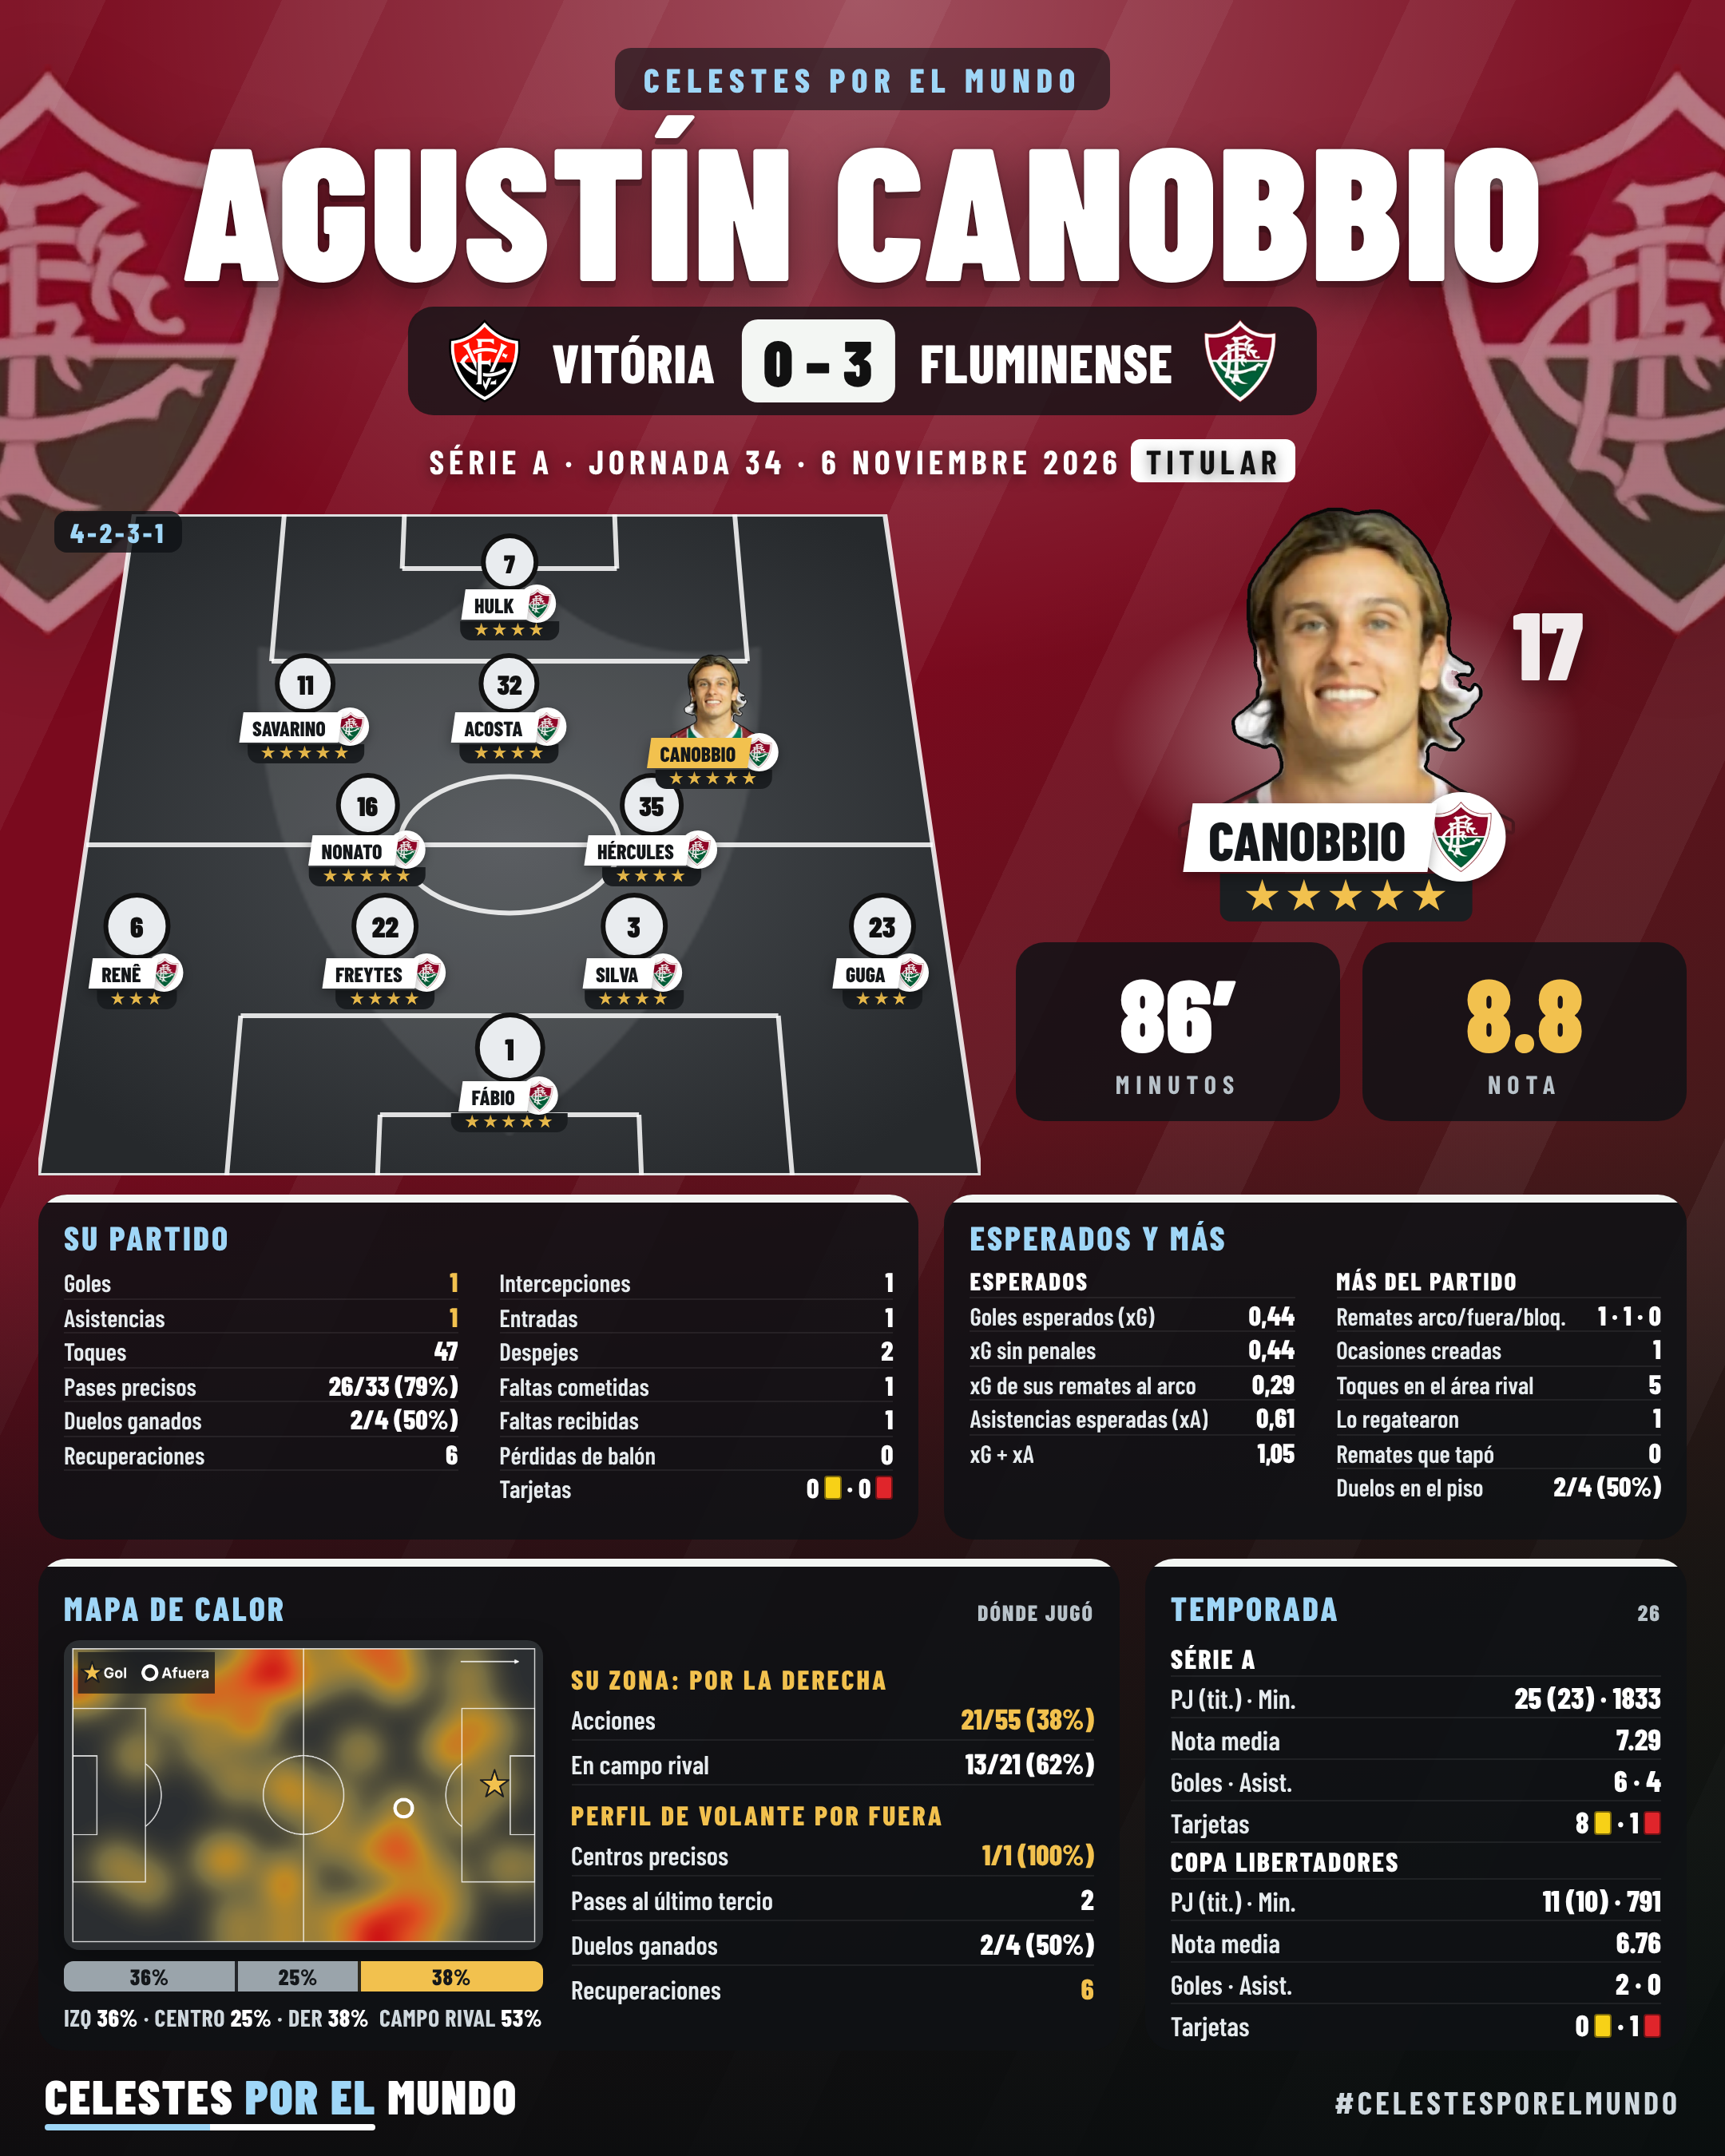 CELESTES POR EL MUNDO
AGUSTÍN CANOBBIO
VITÓRIA 0 - 3 FLUMINENSE
SÉRIE A · JORNADA 34 · 6 NOVIEMBRE 2026 TITULAR
4-2-3-1
7
HULK
11 32
SAVARINO ACOSTA
CANOBBIO
16 35
NONATO HÉRCULES
6 22 3 23
RENÊ FREYTES SILVA GUGA
1
FÁBIO
17
CANOBBIO
86’ 8.8
MINUTOS NOTA
SU PARTIDO
Goles 1
Asistencias 1
Toques 47
Pases precisos 26/33 (79%)
Duelos ganados 2/4 (50%)
Recuperaciones 6
Intercepciones 1
Entradas 1
Despejes 2
Faltas cometidas 1
Faltas recibidas 1
Pérdidas de balón 0
Tarjetas 0 · 0
ESPERADOS Y MÁS
ESPERADOS
Goles esperados (xG) 0,44
xG sin penales 0,44
xG de sus remates al arco 0,29
Asistencias esperadas (xA) 0,61
xG + xA 1,05
MÁS DEL PARTIDO
Remates arco/fuera/bloq. 1 · 1 · 0
Ocasiones creadas 1
Toques en el área rival 5
Lo regatearon 1
Remates que tapó 0
Duelos en el piso 2/4 (50%)
MAPA DE CALOR DÓNDE JUGÓ
Gol Afuera
36% 25% 38%
IZQ 36% · CENTRO 25% · DER 38% CAMPO RIVAL 53%
SU ZONA: POR LA DERECHA
Acciones 21/55 (38%)
En campo rival 13/21 (62%)
PERFIL DE VOLANTE POR FUERA
Centros precisos 1/1 (100%)
Pases al último tercio 2
Duelos ganados 2/4 (50%)
Recuperaciones 6
TEMPORADA 26
SÉRIE A
PJ (tit.) · Min. 25 (23) · 1833
Nota media 7.29
Goles · Asist. 6 · 4
Tarjetas 8 · 1
COPA LIBERTADORES
PJ (tit.) · Min. 11 (10) · 791
Nota media 6.76
Goles · Asist. 2 · 0
Tarjetas 0 · 1
CELESTES POR EL MUNDO
#CELESTESPORELMUNDO